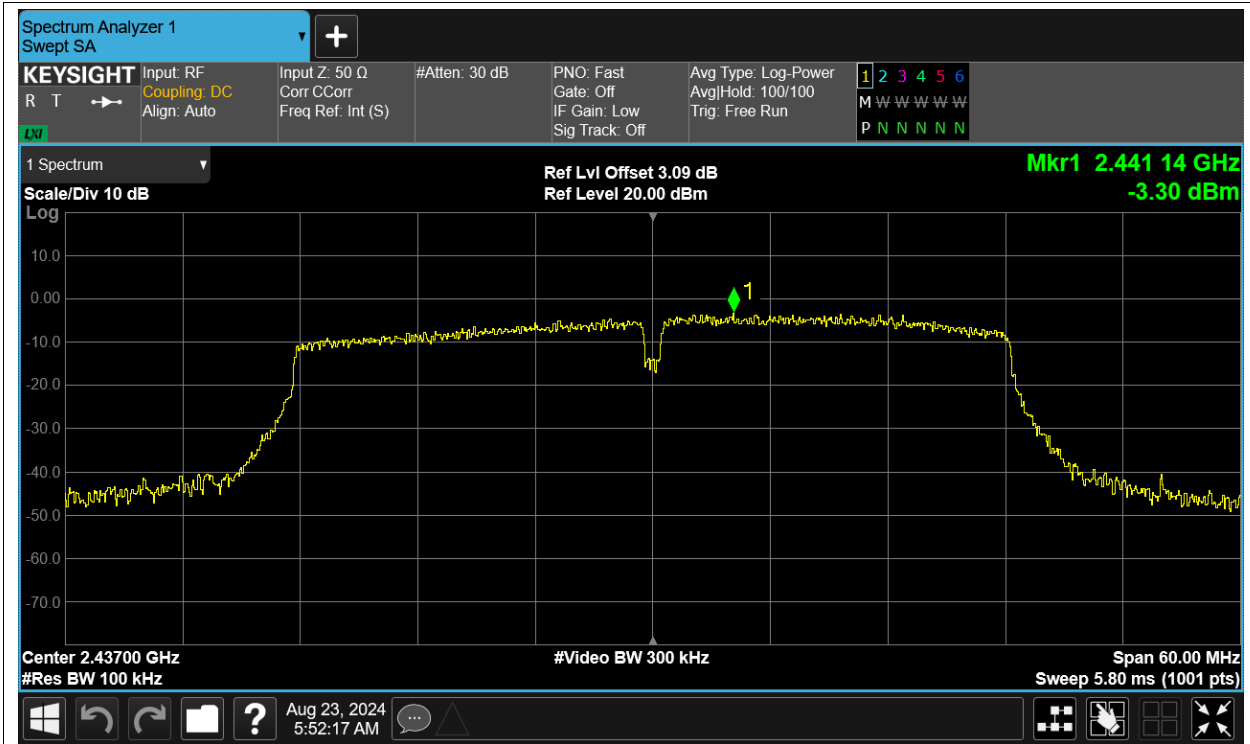 Spectrum Analyzer 1
Swept SA
KEYSIGHT
R T
LXI
Input: RF
Coupling: DC
Align: Auto
Input Z: 50 Ω
Corr CCorr
Freq Ref: Int (S)
#Atten: 30 dB
PNO: Fast
Gate: Off
IF Gain: Low
Sig Track: Off
Avg Type: Log-Power
Avg|Hold: 100/100
Trig: Free Run
1 2 3 4 5 6
M W W W W W
P N N N N N
1 Spectrum
Scale/Div 10 dB
Ref Lvl Offset 3.09 dB
Ref Level 20.00 dBm
Mkr1 2.441 14 GHz
-3.30 dBm
Log
10.0
0.00
-10.0
-20.0
-30.0
-40.0
-50.0
-60.0
-70.0
1
Center 2.43700 GHz
#Res BW 100 kHz
#Video BW 300 kHz
Span 60.00 MHz
Sweep 5.80 ms (1001 pts)
?
Aug 23, 2024
5:52:17 AM